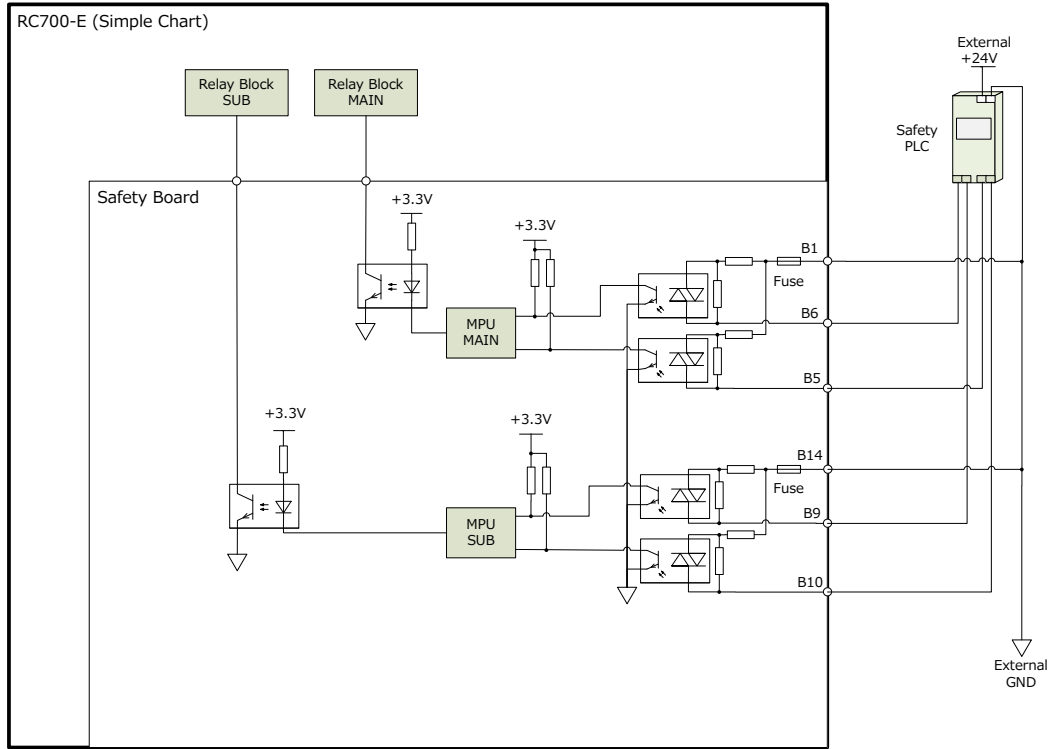 RC700-E (Simple Chart)
External
+24V
Relay Block
SUB
Relay Block
MAIN
Safety
PLC
Safety Board
+3.3V
+3.3V
B1
Fuse
B6
MPU
MAIN
B5
+3.3V
+3.3V
B14
Fuse
B9
MPU
SUB
B10
External
GND